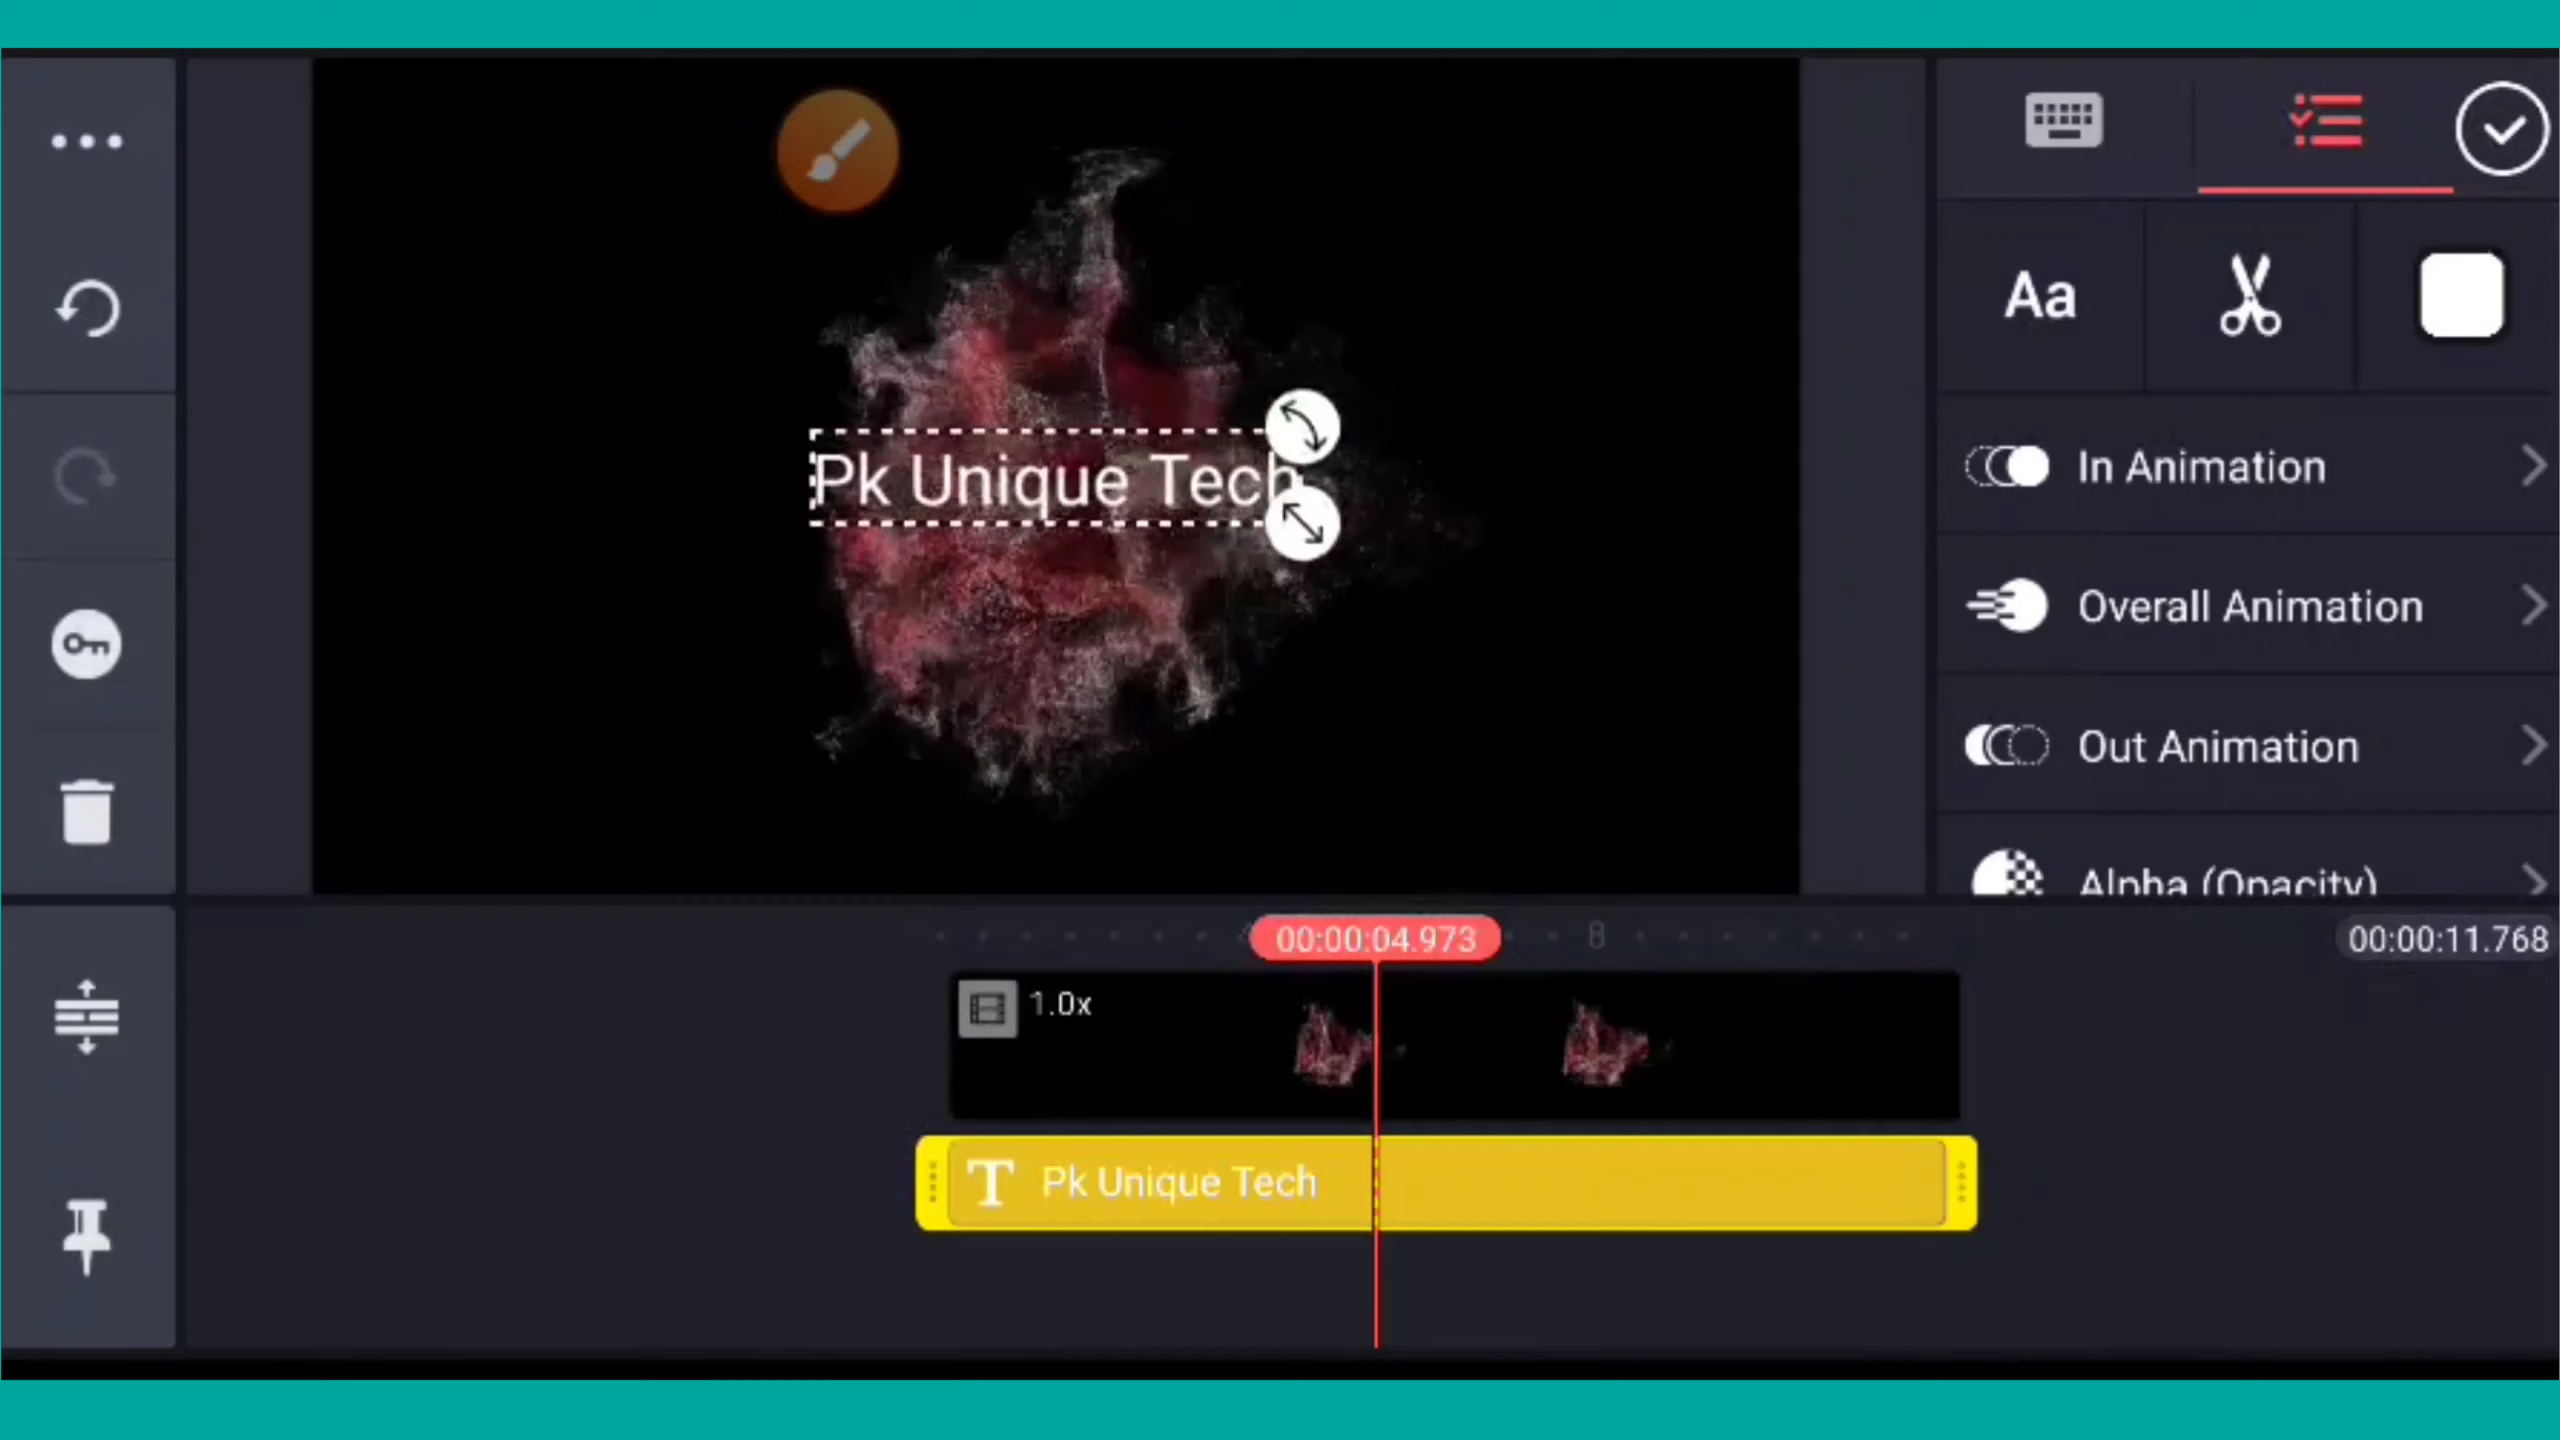 Pk Unique Tech
Aa
In Animation
Overall Animation
Out Animation
Alpha (Opacity)
00:00:04.973
8
00:00:11.768
1.0x
T Pk Unique Tech